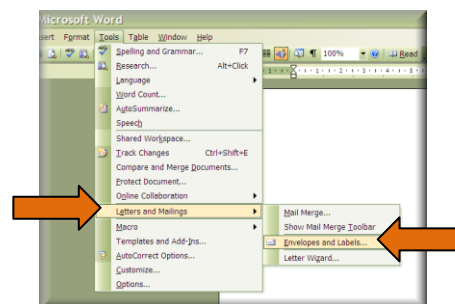 Microsoft Word
sert Format Tools Table Window Help
100% Read
Spelling and Grammar... F7
Research... Alt+Click
Language
Word Count...
AutoSummarize...
Speech
Shared Workspace...
Track Changes Ctrl+Shift+E
Compare and Merge Documents...
Protect Document...
Online Collaboration
Letters and Mailings
Mail Merge...
Macro
Show Mail Merge Toolbar
Templates and Add-Ins...
Envelopes and Labels...
AutoCorrect Options...
Letter Wizard...
Customize...
Options...